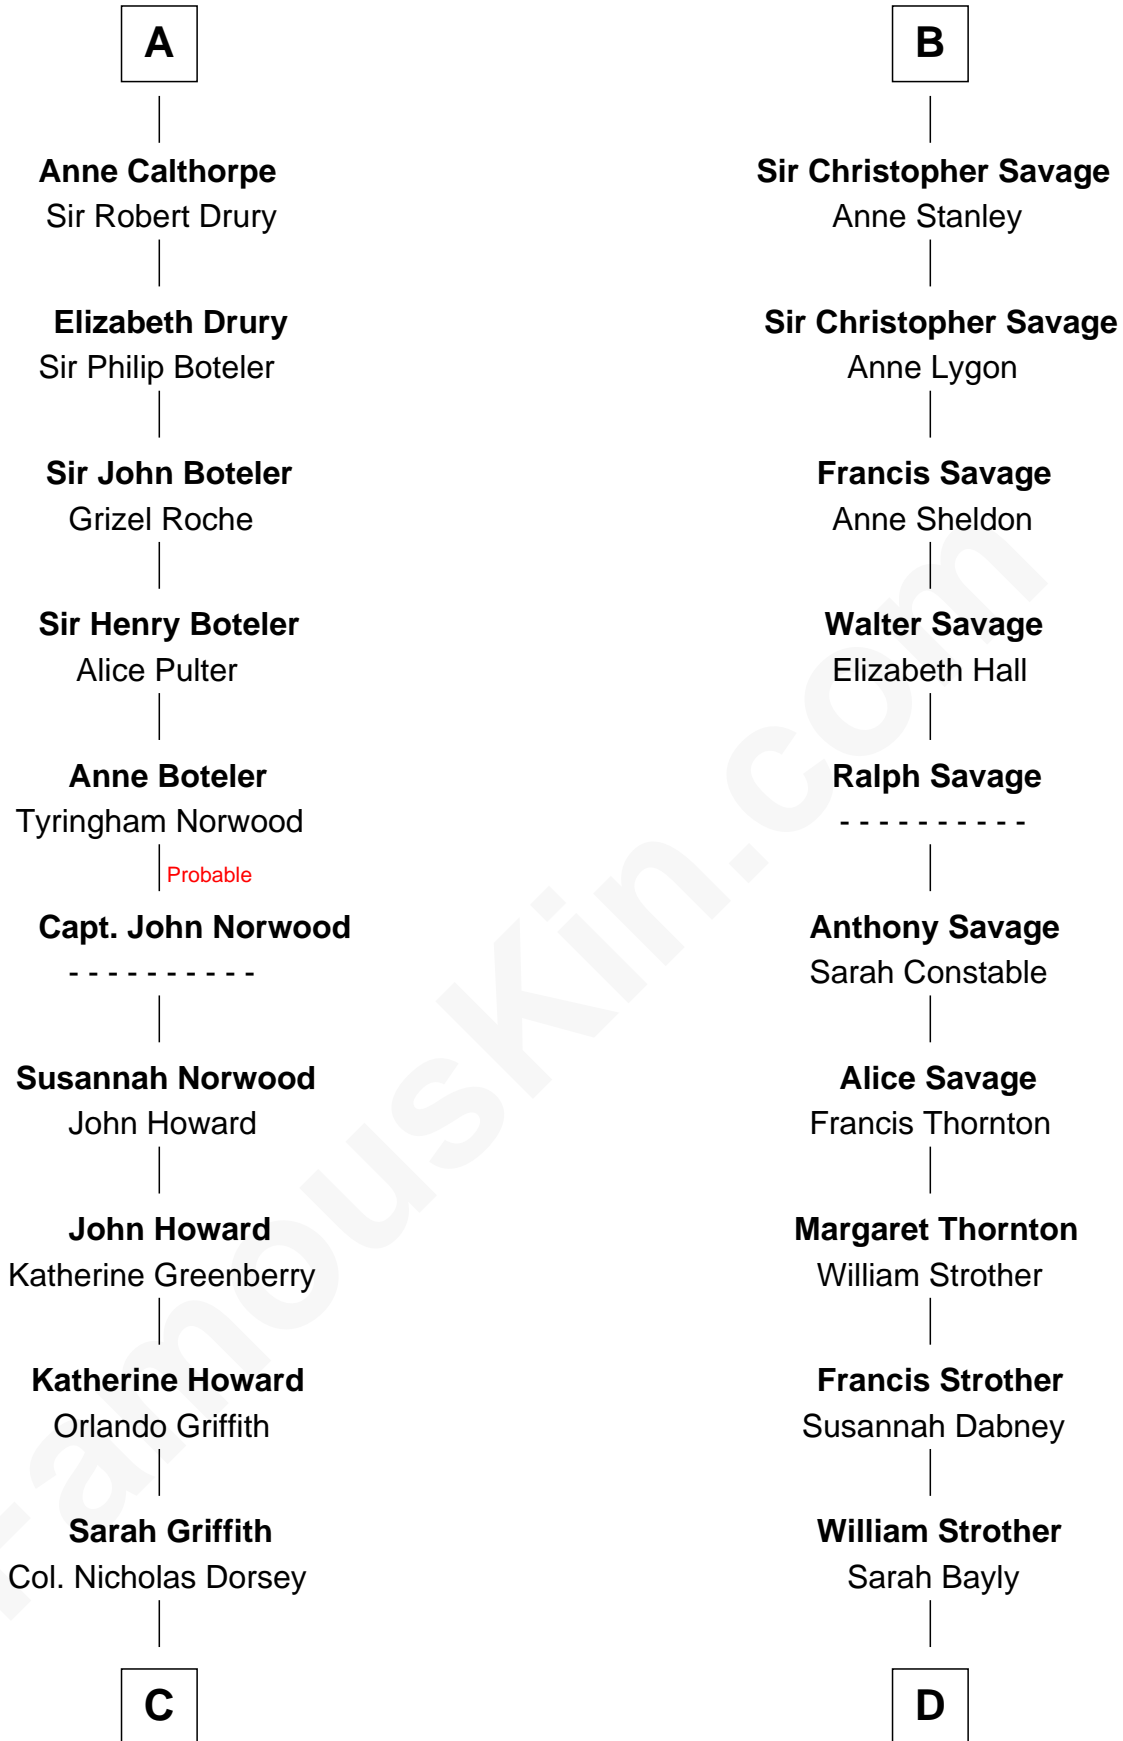 A
Anne Calthorpe
Sir Robert Drury
Elizabeth Drury
Sir Philip Boteler
Sir John Boteler
Grizel Roche
Sir Henry Boteler
Alice Pulter
Anne Boteler
Tyringham Norwood
Probable
Capt. John Norwood
- - - - - - - - - -
Susannah Norwood
John Howard
John Howard
Katherine Greenberry
Katherine Howard
Orlando Griffith
Sarah Griffith
Col. Nicholas Dorsey
C
B
Sir Christopher Savage
Anne Stanley
Sir Christopher Savage
Anne Lygon
Francis Savage
Anne Sheldon
Walter Savage
Elizabeth Hall
Ralph Savage
- - - - - - - - - -
Anthony Savage
Sarah Constable
Alice Savage
Francis Thornton
Margaret Thornton
William Strother
Francis Strother
Susannah Dabney
William Strother
Sarah Bayly
D
FamousKin.com